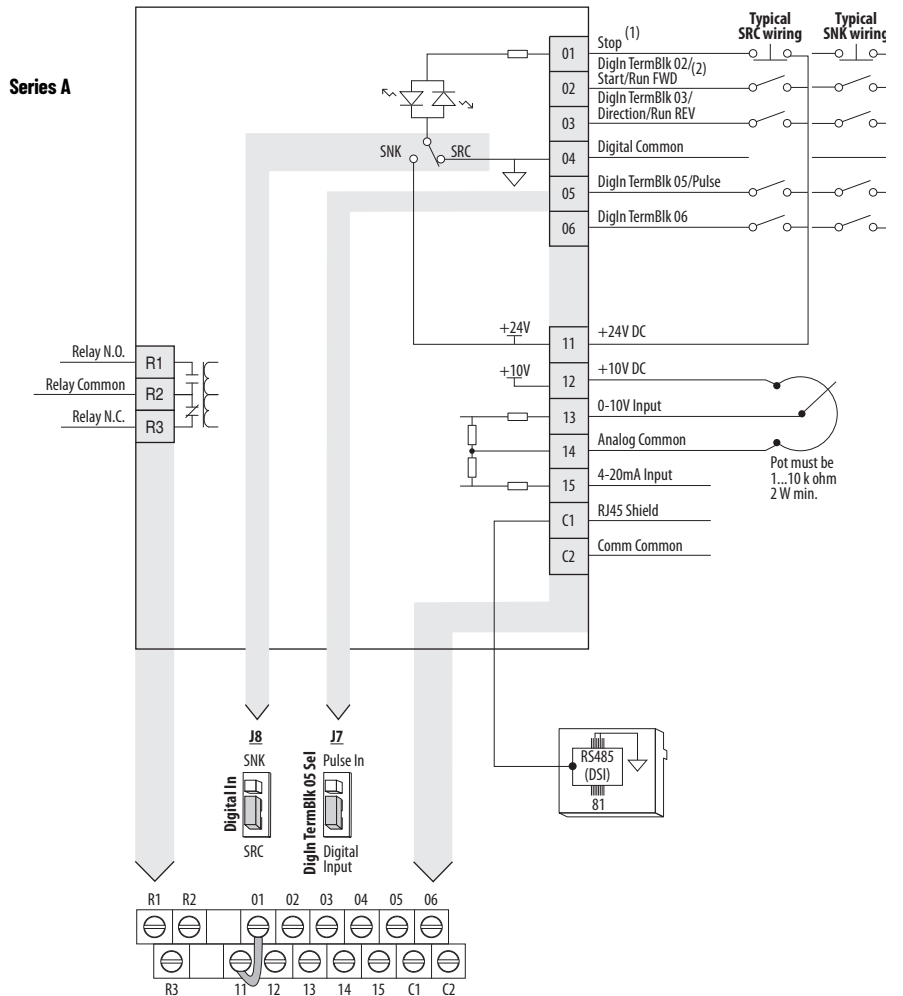 Series A
Typical
SRC wiring
Typical
SNK wiring
SNK
SRC
01
02
03
04
05
06
Stop (1)
DigIn TermBlk 02/
Start/Run FWD (2)
DigIn TermBlk 03/
Direction/Run REV
Digital Common
DigIn TermBlk 05/Pulse
DigIn TermBlk 06
+24V
+10V
11
12
13
14
15
C1
C2
+24V DC
+10V DC
0-10V Input
Analog Common
4-20mA Input
RJ45 Shield
Comm Common
Pot must be
1...10 k ohm
2 W min.
Relay N.O.
Relay Common
Relay N.C.
R1
R2
R3
J8
SNK
Digital In
SRC
J7
Pulse In
DigIn TermBlk 05 Sel
Digital
Input
RS485
(DSI)
81
R1 R2 01 02 03 04 05 06
R3 11 12 13 14 15 C1 C2